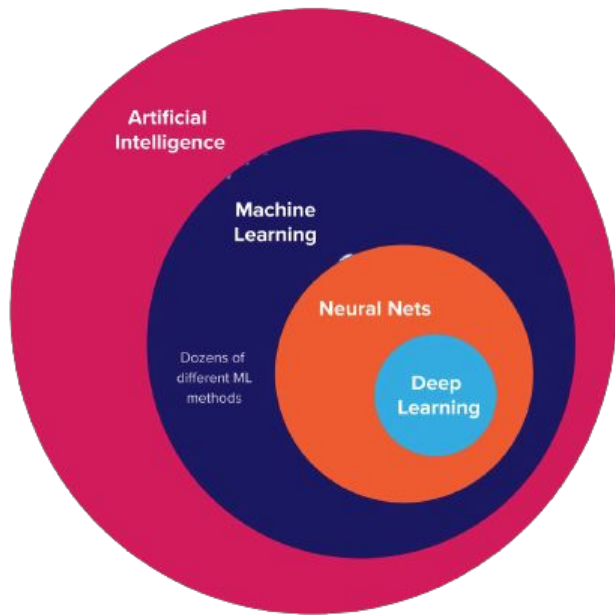 Artificial
Intelligence
Machine
Learning
Neural Nets
Dozens of
different ML
methods
Deep
Learning